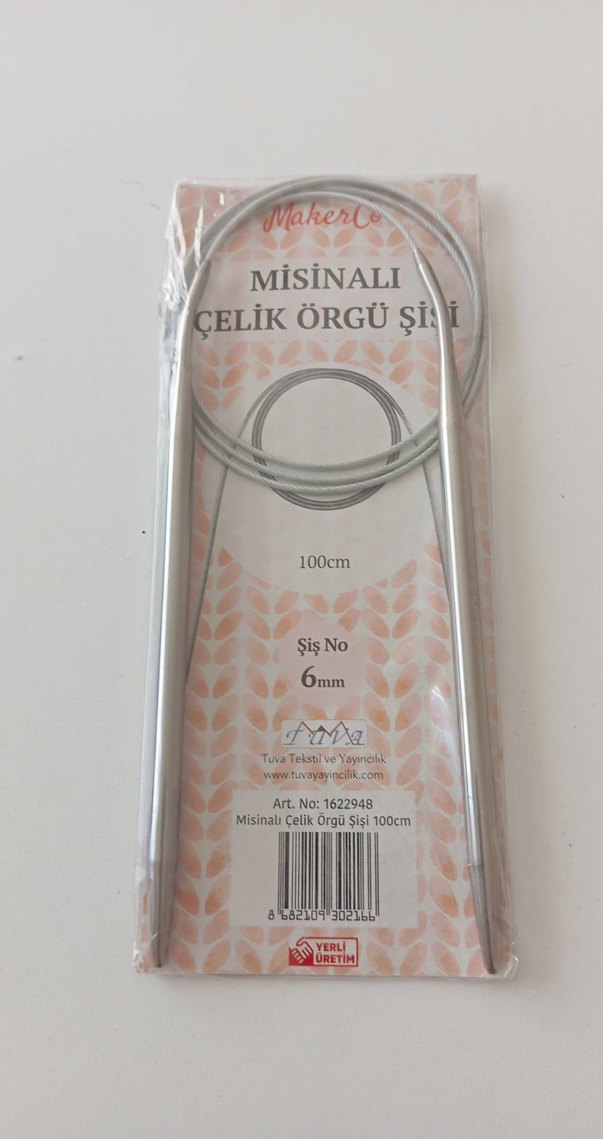 MakerCo
MİSİNALI
ÇELİK ÖRGÜ ŞİŞİ
100cm
Şiş No
6mm
TUVA
Tuva Tekstil ve Yayıncılık
www.tuvayayincilik.com
Art. No: 1622948
Misinalı Çelik Örgü Şişi 100cm
8 682109 302166
YERLİ
ÜRETİM